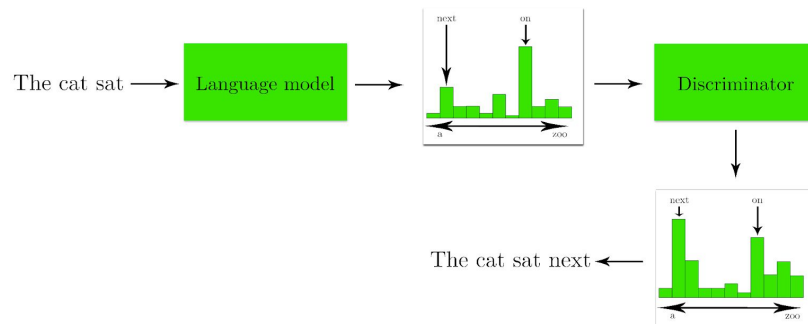 next
on
The cat sat
Language model
Discriminator
a
zoo
next
on
The cat sat next
a
zoo